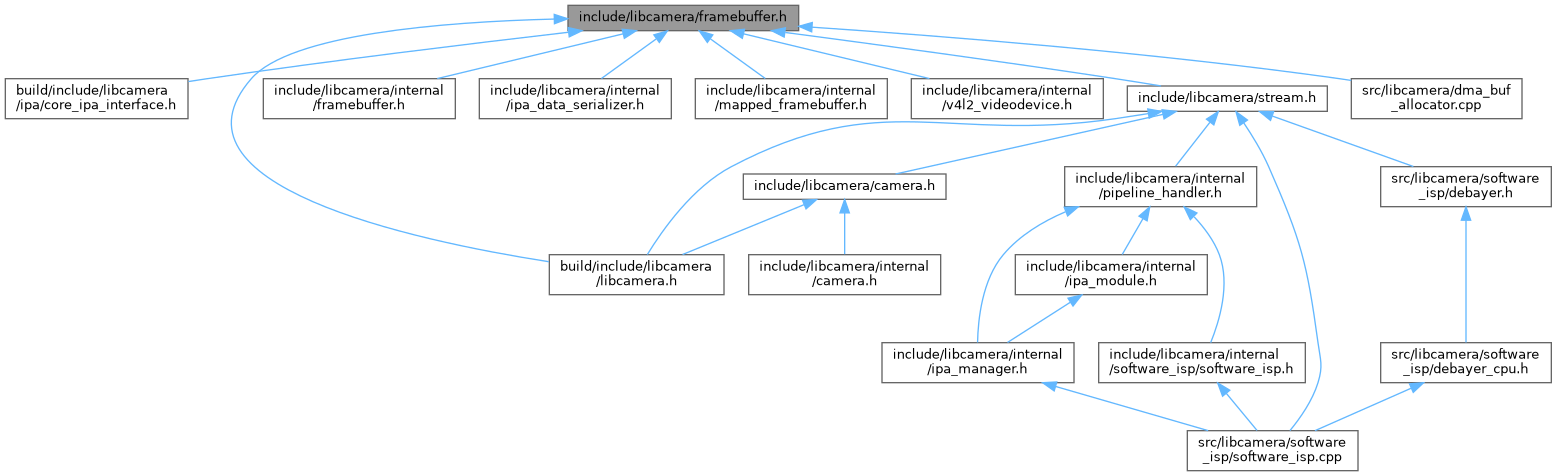 include/libcamera/framebuffer.h
build/include/libcamera
/ipa/core_ipa_interface.h
include/libcamera/internal
/framebuffer.h
include/libcamera/internal
/ipa_data_serializer.h
include/libcamera/internal
/mapped_framebuffer.h
include/libcamera/internal
/v4l2_videodevice.h
include/libcamera/stream.h
src/libcamera/dma_buf
_allocator.cpp
include/libcamera/camera.h
include/libcamera/internal
/pipeline_handler.h
src/libcamera/software
_isp/debayer.h
build/include/libcamera
/libcamera.h
include/libcamera/internal
/camera.h
include/libcamera/internal
/ipa_module.h
include/libcamera/internal
/ipa_manager.h
include/libcamera/internal
/software_isp/software_isp.h
src/libcamera/software
_isp/debayer_cpu.h
src/libcamera/software
_isp/software_isp.cpp